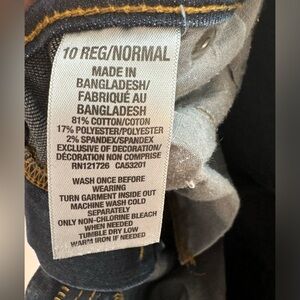 10 REG/NORMAL
MADE IN
BANGLADESH/
FABRIQUÉ AU
BANGLADESH
81% COTTON/COTON
17% POLYESTER/POLYESTER
2% SPANDEX/SPANDEX
EXCLUSIVE OF DECORATION/
DÉCORATION NON COMPRISE
RN121726 CA53201
WASH ONCE BEFORE
WEARING
TURN GARMENT INSIDE OUT
MACHINE WASH COLD
SEPARATELY
ONLY NON-CHLORINE BLEACH
WHEN NEEDED
TUMBLE DRY LOW
WARM IRON IF NEEDED